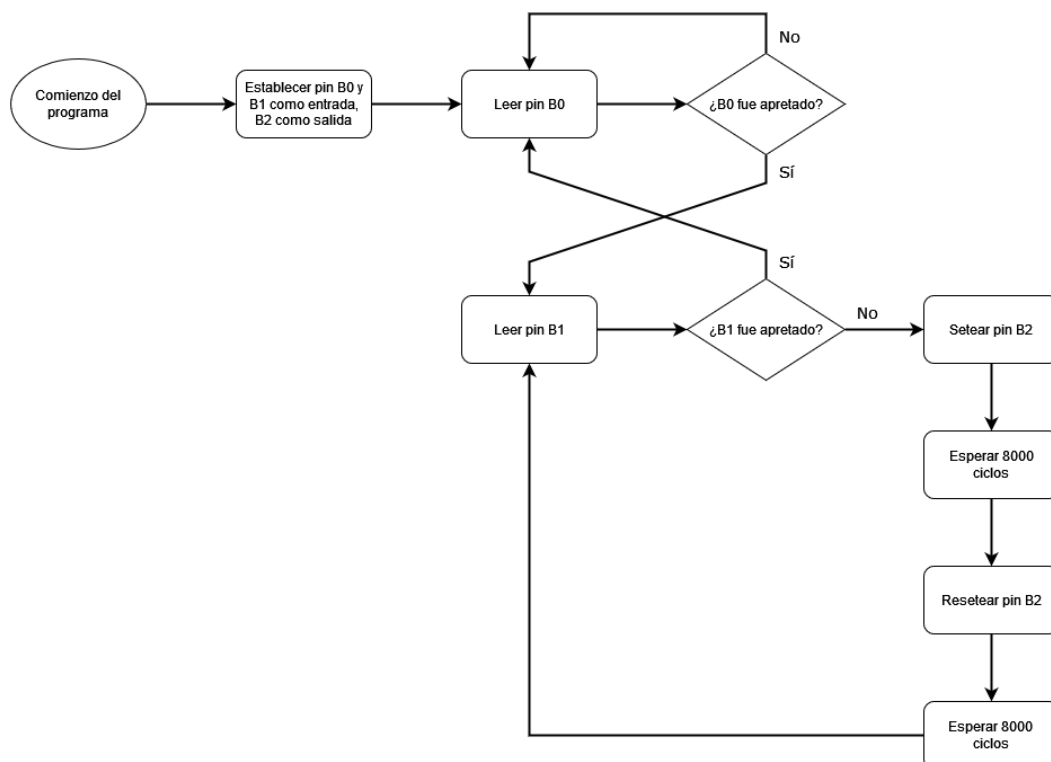 Comienzo del
programa
Establecer pin B0 y
B1 como entrada,
B2 como salida
Leer pin B0
¿B0 fue apretado?
No
Sí
Leer pin B1
¿B1 fue apretado?
Sí
No
Setear pin B2
Esperar 8000
ciclos
Resetear pin B2
Esperar 8000
ciclos